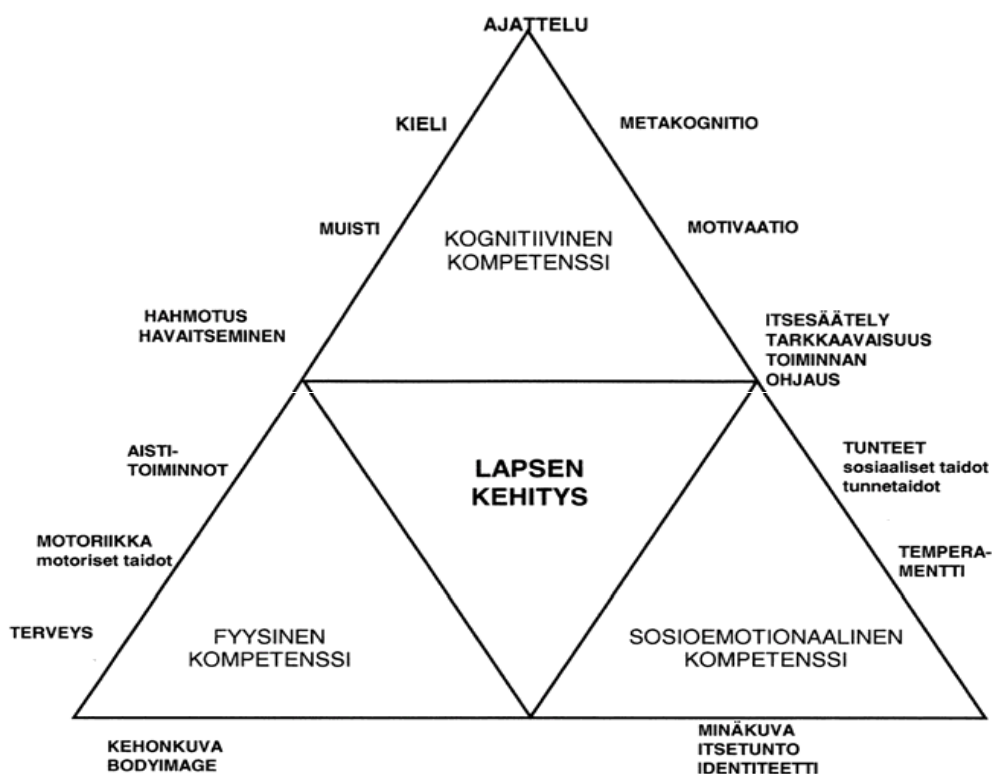 AJATTELU
KIELI
METAKOGNITIO
MUISTI
MOTIVAATIO
KOGNITIIVINEN
KOMPETENSSI
HAHMOTUS
HAVAITSEMINEN
ITSESÄÄTELY
TARKKAAVAISUUS
TOIMINNAN
OHJAUS
AISTI-
TOIMINNOT
LAPSEN
KEHITYS
TUNTEET
sosiaaliset taidot
tunnetaidot
MOTORIIKKA
motoriset taidot
TEMPERA-
MENTTI
TERVEYS
FYYSINEN
KOMPETENSSI
SOSIOEMOTIONAALINEN
KOMPETENSSI
KEHONKUVA
BODYIMAGE
MINÄKUVA
ITSETUNTO
IDENTITEETTI